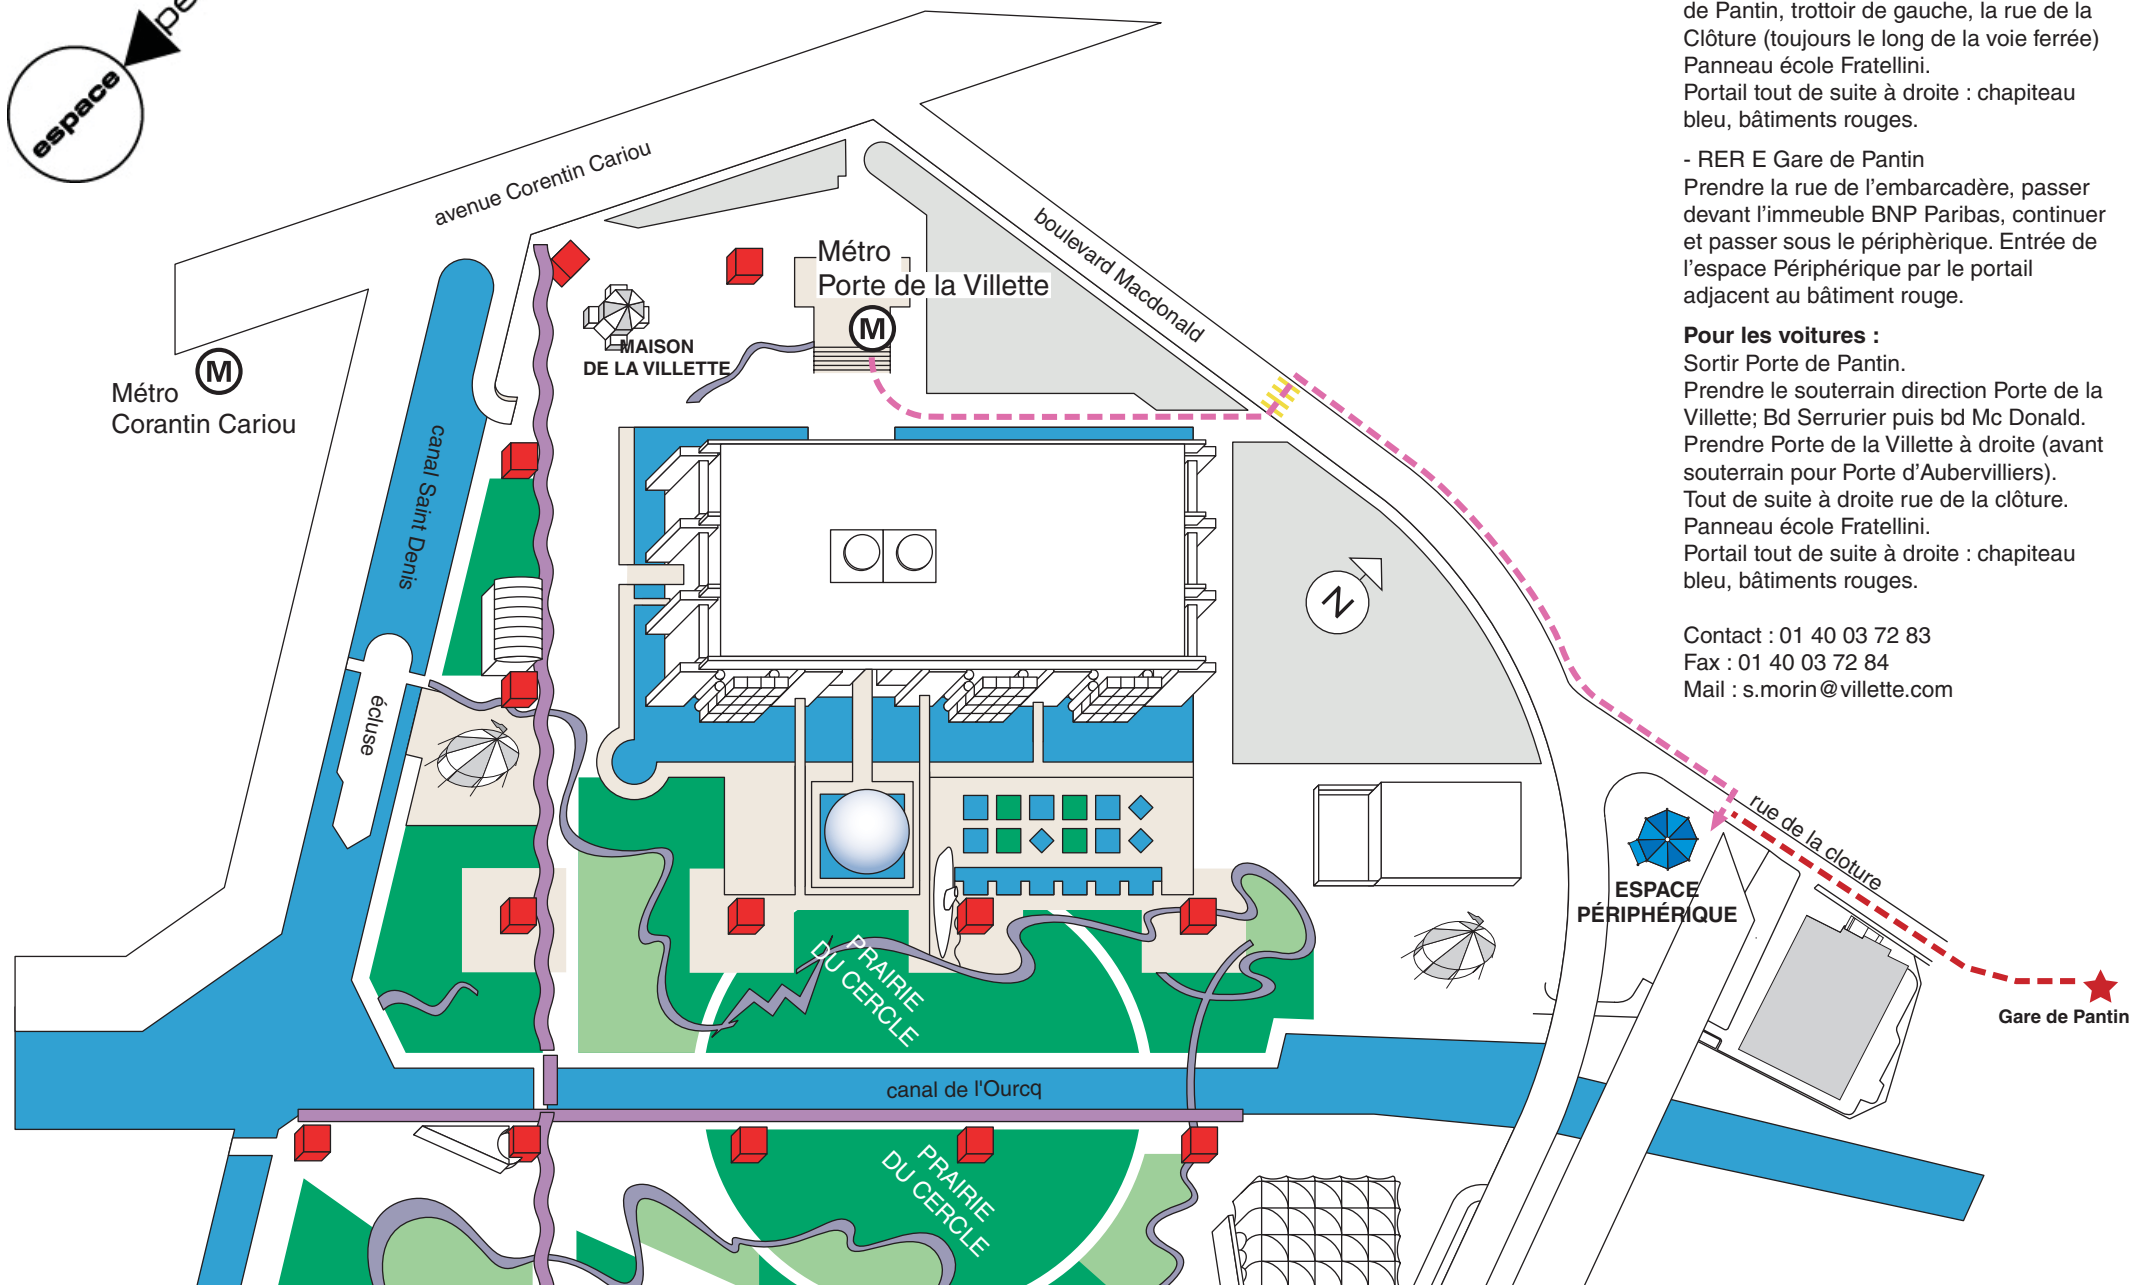 espace
avenue Corentin Cariou
boulevard Macdonald
Métro
Porte de la Villette
M
MAISON
DE LA VILLETTE
M
Métro
Corantin Cariou
canal Saint Denis
écluse
N
PRAIRIE
DU CERCLE
canal de l'Ourcq
PRAIRIE
DU CERCLE
ESPACE
PÉRIPHÉRIQUE
rue de la cloture
Gare de Pantin
de Pantin, trottoir de gauche, la rue de la
Clôture (toujours le long de la voie ferrée)
Panneau école Fratellini.
Portail tout de suite à droite : chapiteau
bleu, bâtiments rouges.
- RER E Gare de Pantin
Prendre la rue de l’embarcadère, passer
devant l’immeuble BNP Paribas, continuer
et passer sous le périphèrique. Entrée de
l’espace Périphérique par le portail
adjacent au bâtiment rouge.
Pour les voitures :
Sortir Porte de Pantin.
Prendre le souterrain direction Porte de la
Villette; Bd Serrurier puis bd Mc Donald.
Prendre Porte de la Villette à droite (avant
souterrain pour Porte d’Aubervilliers).
Tout de suite à droite rue de la clôture.
Panneau école Fratellini.
Portail tout de suite à droite : chapiteau
bleu, bâtiments rouges.
Contact : 01 40 03 72 83
Fax : 01 40 03 72 84
Mail : s.morin@villette.com